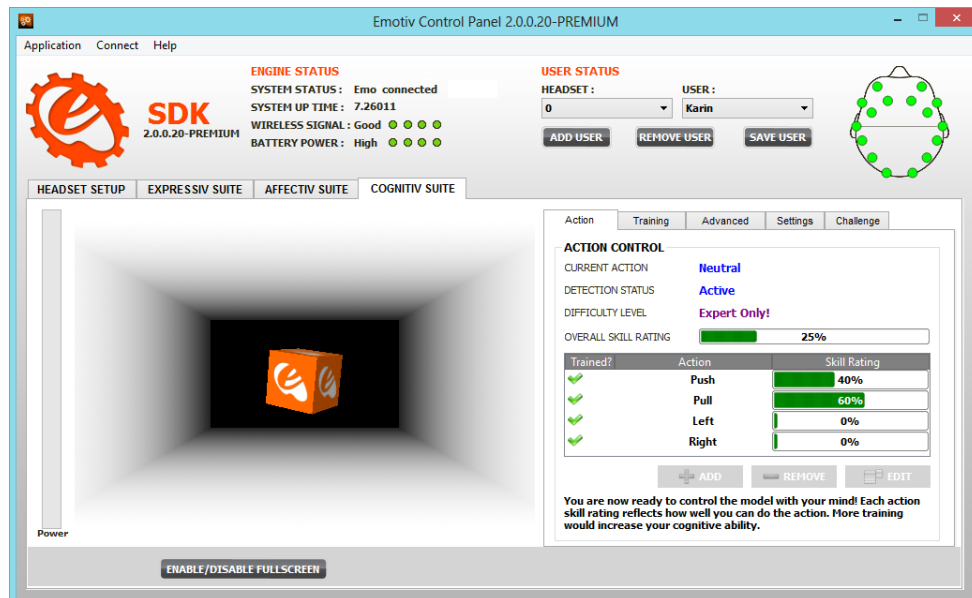 Emotiv Control Panel 2.0.0.20-PREMIUM
Application Connect Help
SDK
2.0.0.20-PREMIUM
ENGINE STATUS
SYSTEM STATUS : Emo connected
SYSTEM UP TIME : 7.26011
WIRELESS SIGNAL : Good
BATTERY POWER : High
USER STATUS
HEADSET : USER :
0 Karin
ADD USER REMOVE USER SAVE USER
HEADSET SETUP EXPRESSIV SUITE AFFECTIV SUITE COGNITIV SUITE
Power
ENABLE/DISABLE FULLSCREEN
Action Training Advanced Settings Challenge
ACTION CONTROL
CURRENT ACTION Neutral
DETECTION STATUS Active
DIFFICULTY LEVEL Expert Only!
OVERALL SKILL RATING 25%
Trained? Action Skill Rating
Push 40%
Pull 60%
Left 0%
Right 0%
ADD REMOVE EDIT
You are now ready to control the model with your mind! Each action
skill rating reflects how well you can do the action. More training
would increase your cognitive ability.